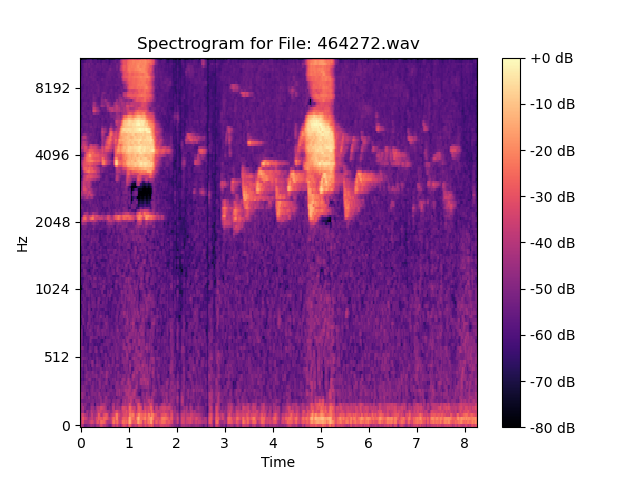 Spectrogram for File: 464272.wav
8192
4096
2048
1024
512
0
Hz
0 1 2 3 4 5 6 7 8
Time
+0 dB
-10 dB
-20 dB
-30 dB
-40 dB
-50 dB
-60 dB
-70 dB
-80 dB